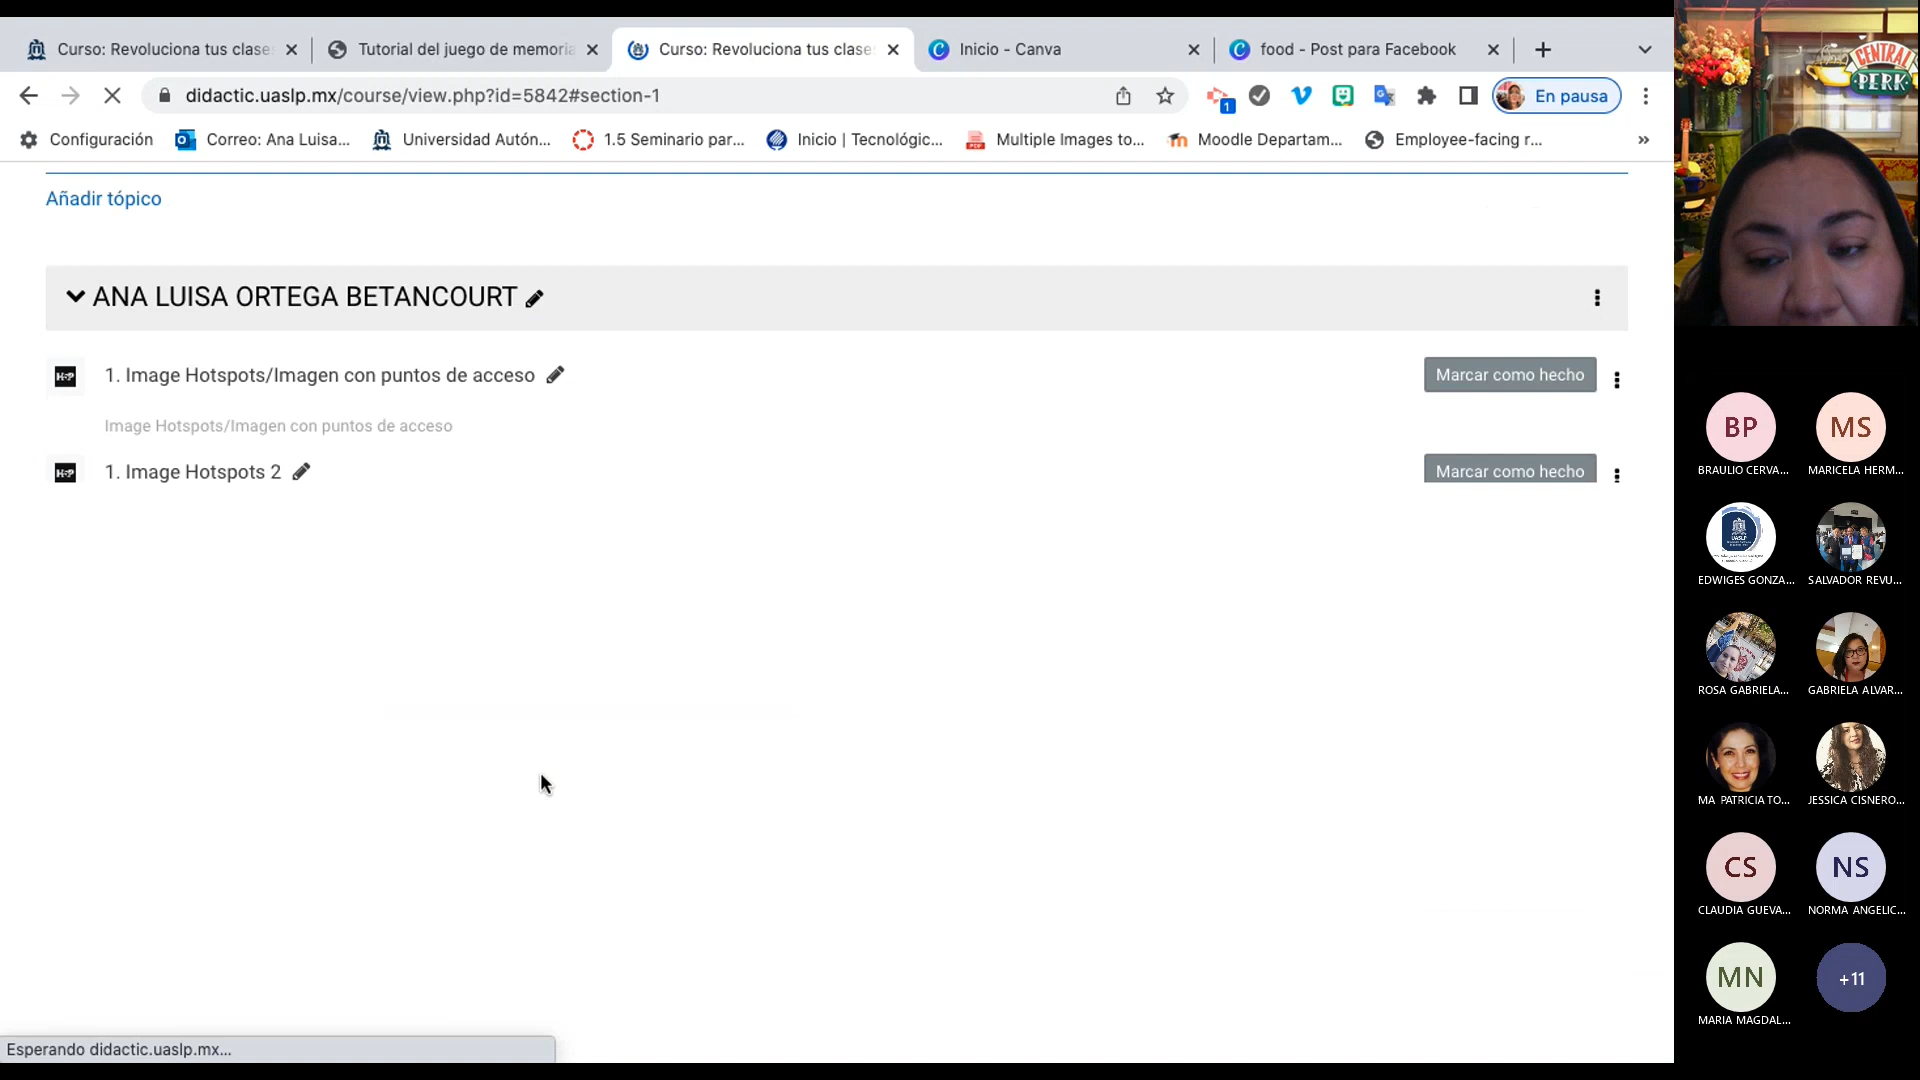 Curso: Revoluciona tus clase
Tutorial del juego de memoria
Curso: Revoluciona tus clase
Inicio - Canva
food - Post para Facebook
didactic.uaslp.mx/course/view.php?id=5842#section-1
1
En pausa
Configuración
Correo: Ana Luisa...
Universidad Autón...
1.5 Seminario par...
Inicio | Tecnológic...
Multiple Images to...
Moodle Departam...
Employee-facing r...
»
Añadir tópico
ANA LUISA ORTEGA BETANCOURT
H-P
1. Image Hotspots/Imagen con puntos de acceso
Marcar como hecho
Image Hotspots/Imagen con puntos de acceso
H-P
1. Image Hotspots 2
Marcar como hecho
Esperando didactic.uaslp.mx...
CENTRAL
PERK
BP
BRAULIO CERVA...
MS
MARICELA HERM...
UASLP
EDWIGES GONZA...
SALVADOR REVU...
ROSA GABRIELA...
GABRIELA ALVAR...
MA PATRICIA TO...
JESSICA CISNERO...
CS
CLAUDIA GUEVA...
NS
NORMA ANGELIC...
MN
MARIA MAGDAL...
+11